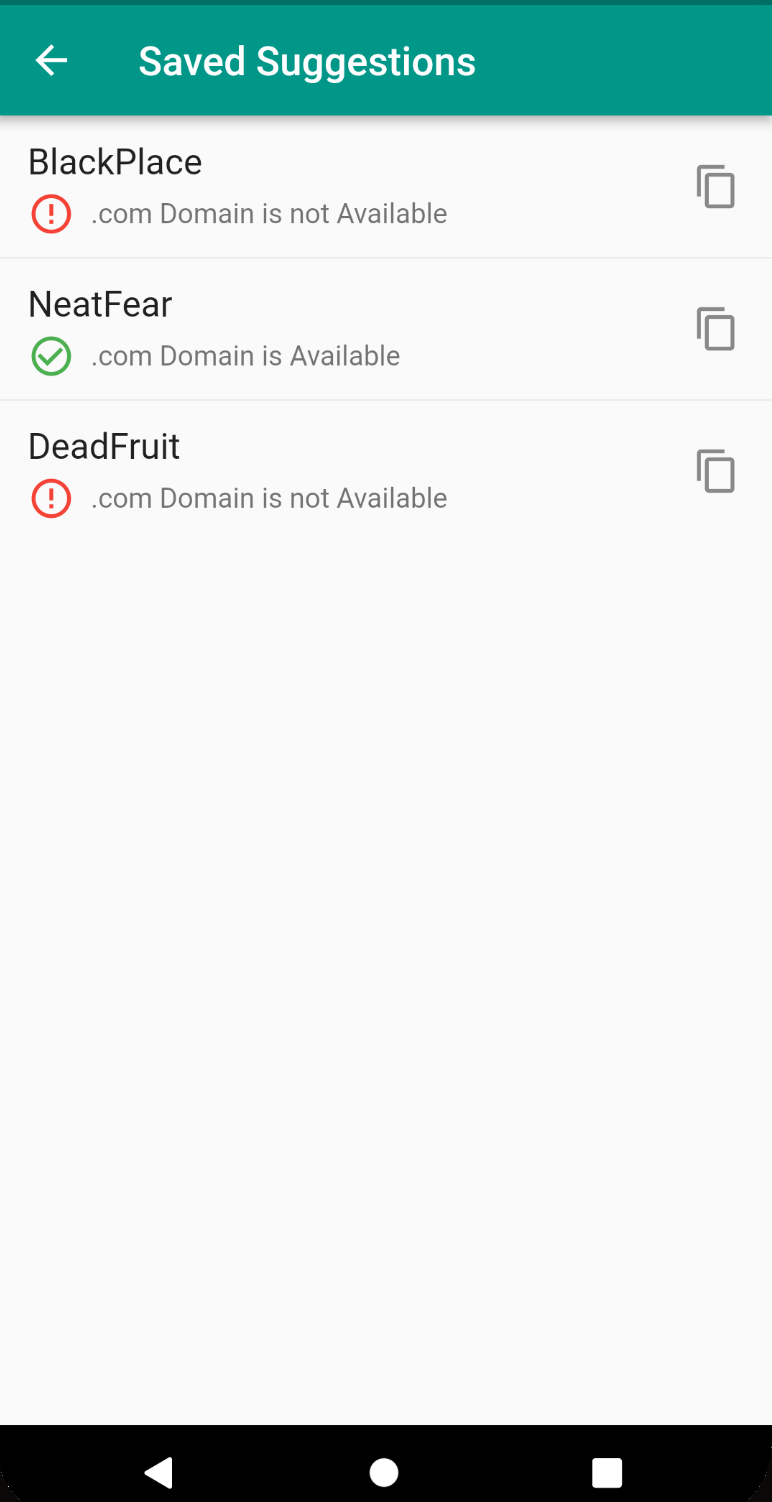 Saved Suggestions
BlackPlace
.com Domain is not Available
NeatFear
.com Domain is Available
DeadFruit
.com Domain is not Available